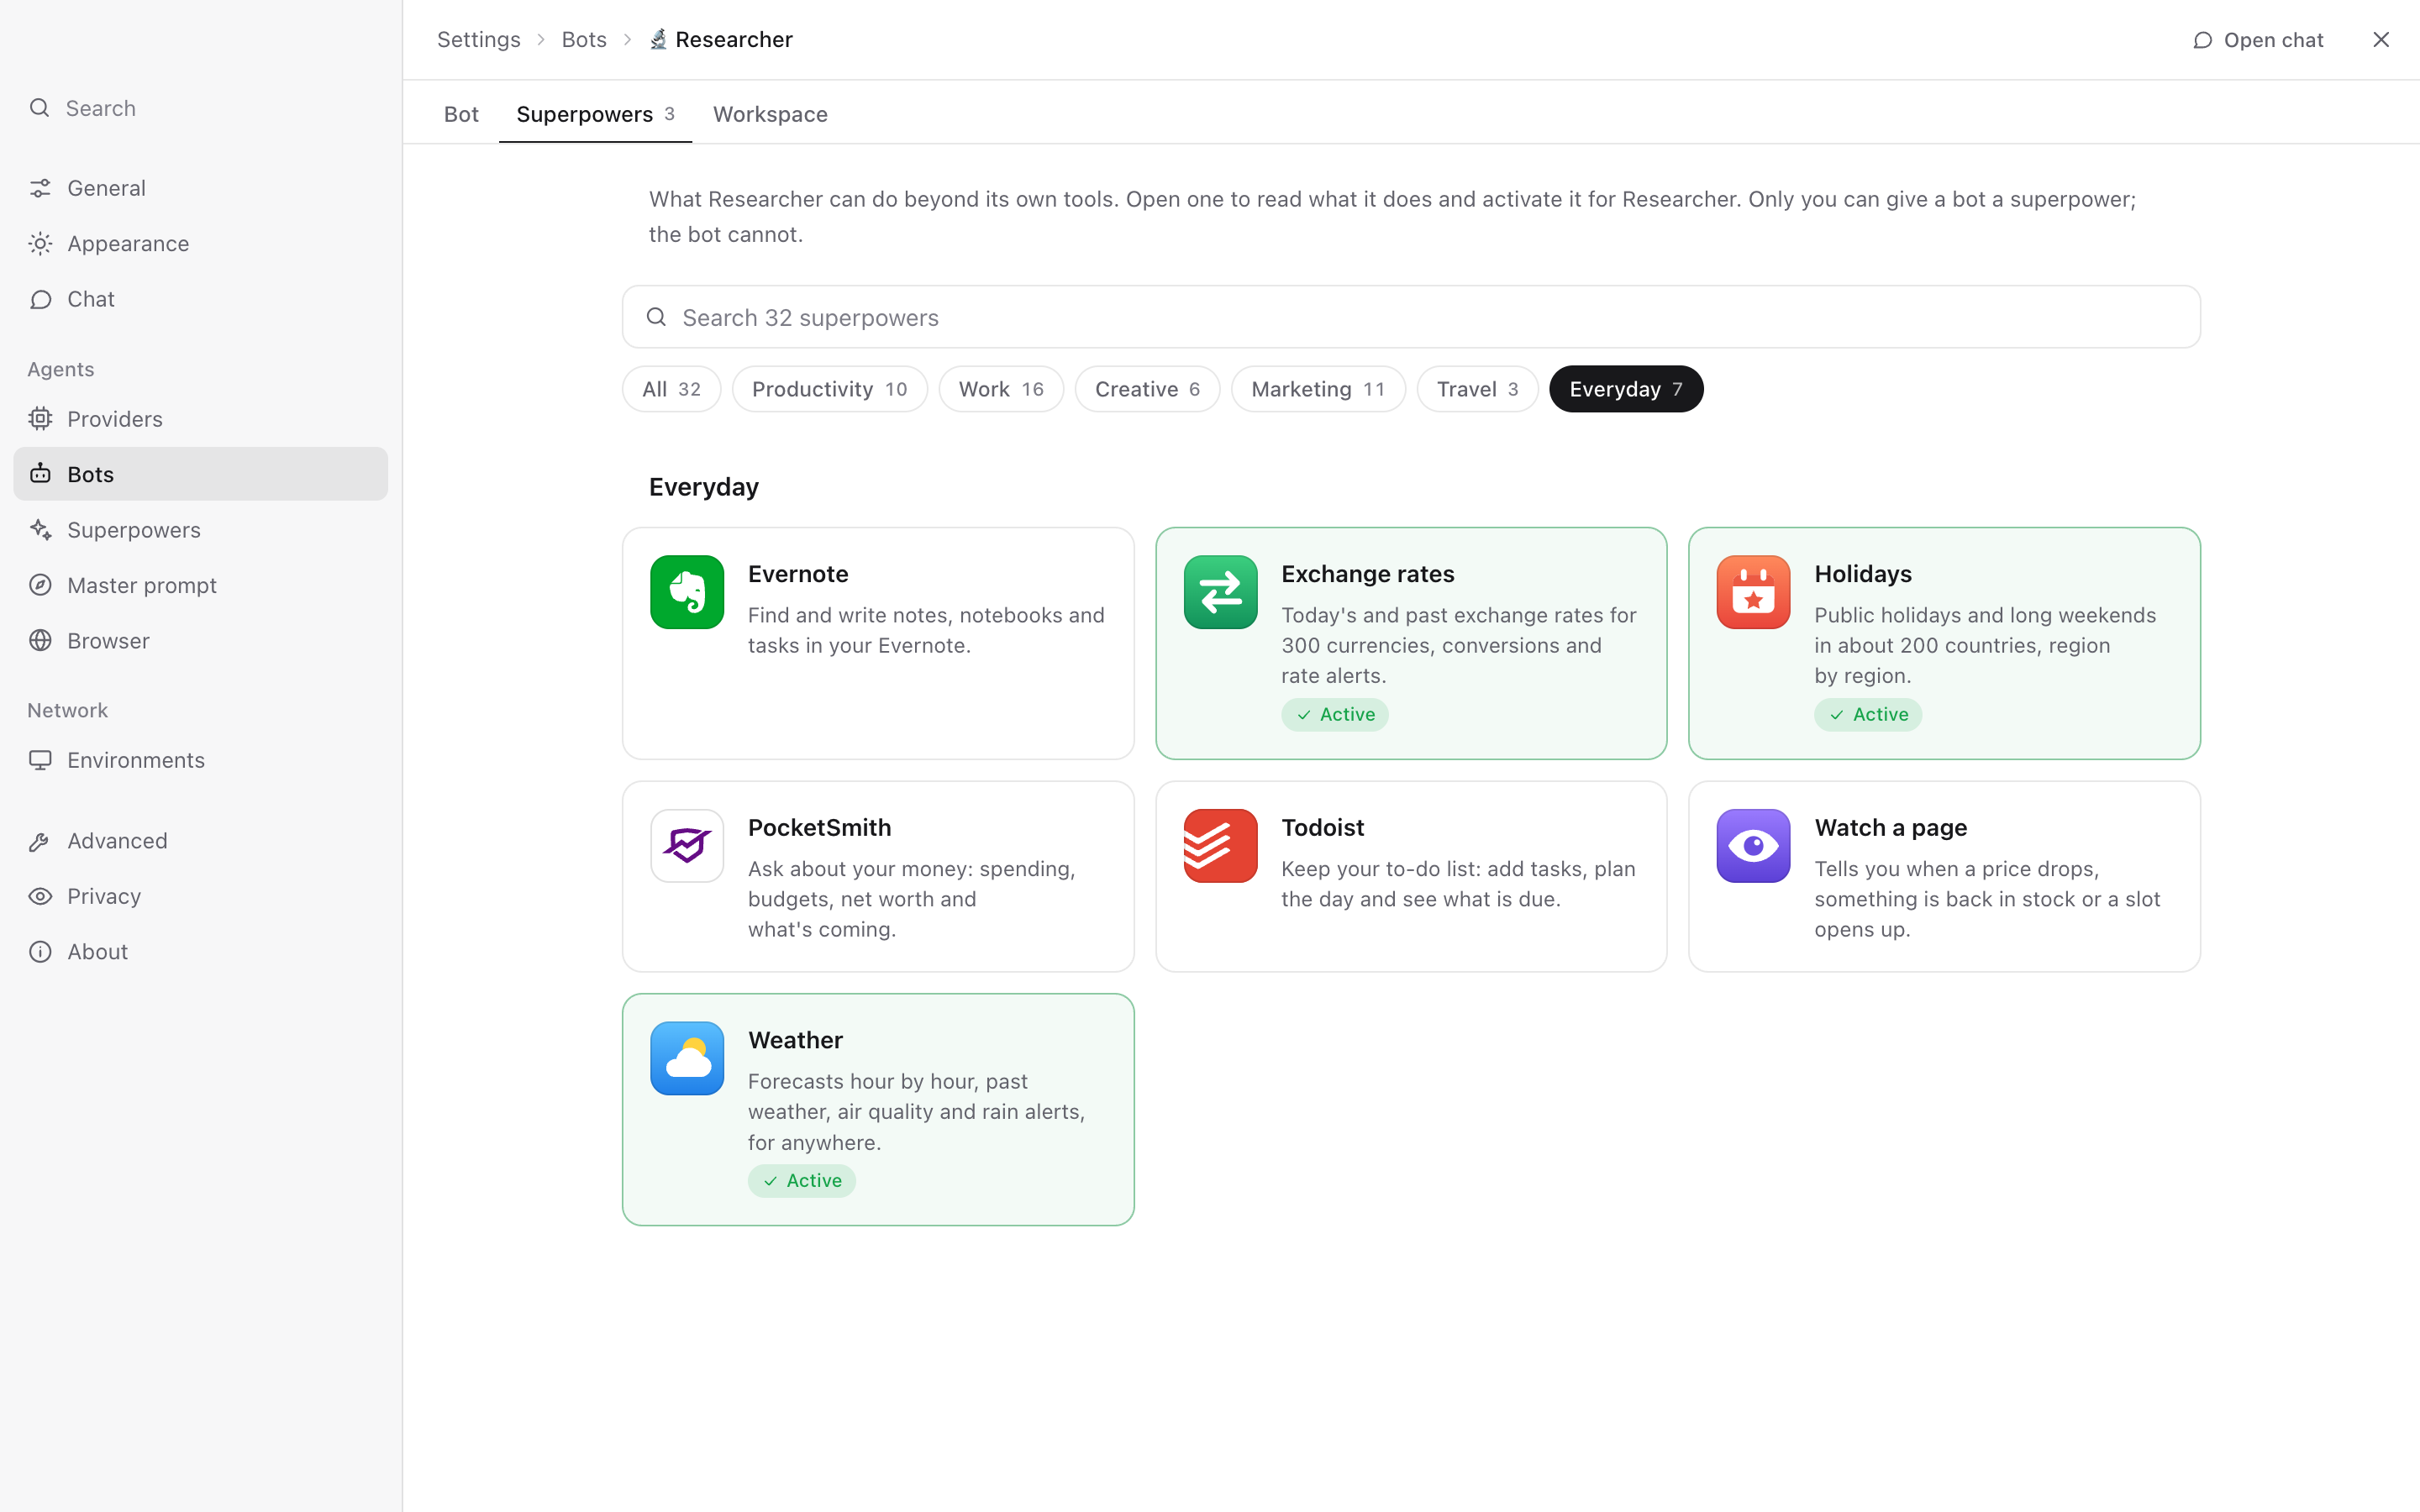 Settings > Bots > Researcher
Open chat
Search
General
Appearance
Chat
Agents
Providers
Bots
Superpowers
Master prompt
Browser
Network
Environments
Advanced
Privacy
About
Bot
Superpowers 3
Workspace
What Researcher can do beyond its own tools. Open one to read what it does and activate it for Researcher. Only you can give a bot a superpower;
the bot cannot.
Search 32 superpowers
All 32
Productivity 10
Work 16
Creative 6
Marketing 11
Travel 3
Everyday 7
Everyday
Evernote
Find and write notes, notebooks and
tasks in your Evernote.
Exchange rates
Today's and past exchange rates for
300 currencies, conversions and
rate alerts.
Active
Holidays
Public holidays and long weekends
in about 200 countries, region
by region.
Active
PocketSmith
Ask about your money: spending,
budgets, net worth and
what's coming.
Todoist
Keep your to-do list: add tasks, plan
the day and see what is due.
Watch a page
Tells you when a price drops,
something is back in stock or a slot
opens up.
Weather
Forecasts hour by hour, past
weather, air quality and rain alerts,
for anywhere.
Active